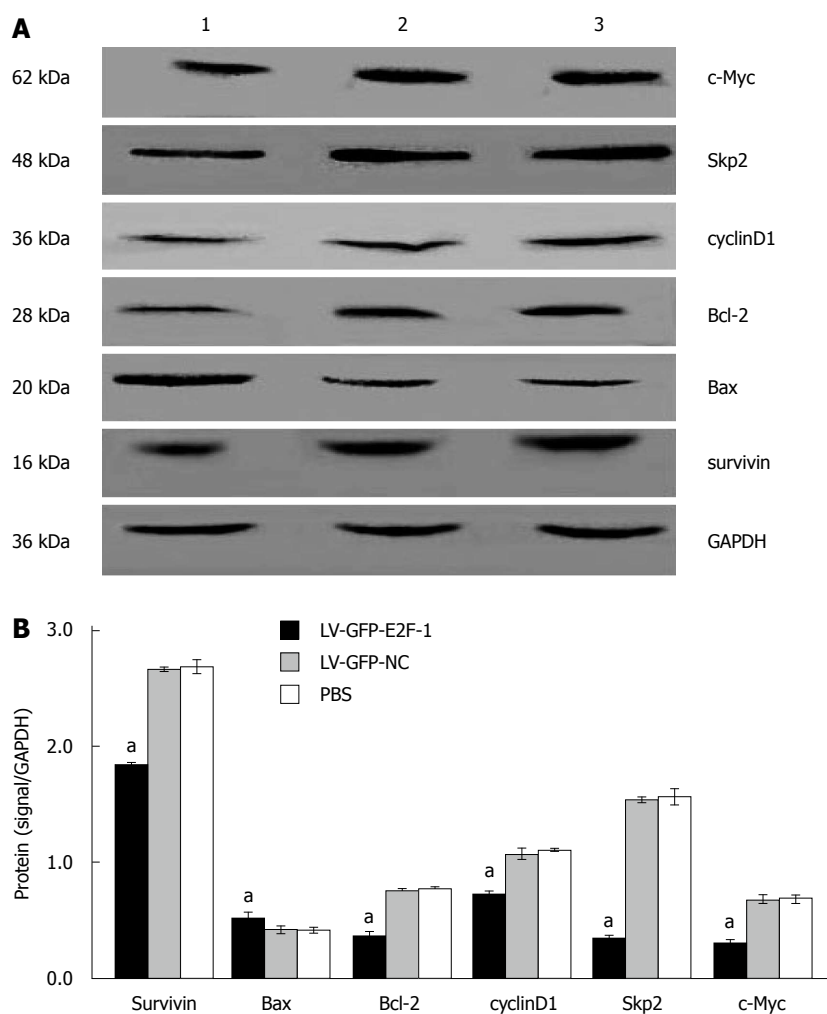 A
1 2 3
62 kDa c-Myc
48 kDa Skp2
36 kDa cyclinD1
28 kDa Bcl-2
20 kDa Bax
16 kDa survivin
36 kDa GAPDH
B
3.0
2.0
1.0
0.0
Protein (signal/GAPDH)
LV-GFP-E2F-1
LV-GFP-NC
PBS
a a a a a a
Survivin Bax Bcl-2 cyclinD1 Skp2 c-Myc